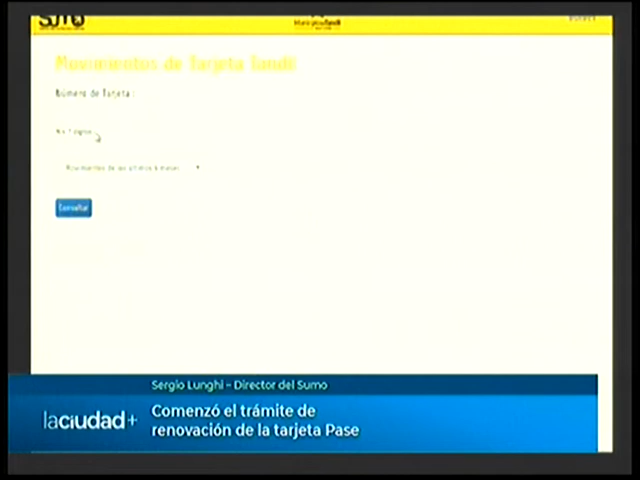 SUMO
Movimientos de Tarjeta Tandil
Número de Tarjeta :
Consultar
Sergio Lunghi – Director del Sumo
laciudad+
Comenzó el trámite de
renovación de la tarjeta Pase